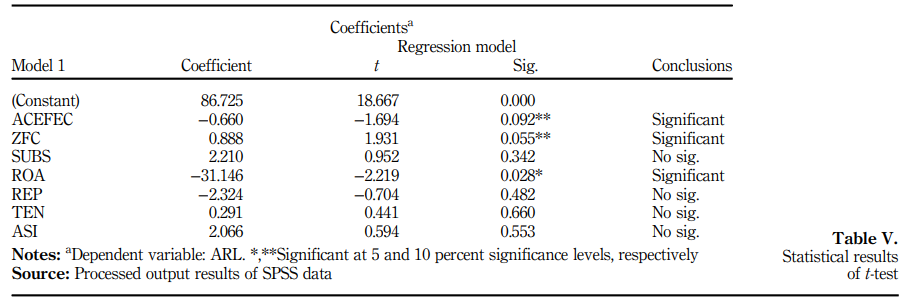 Coefficientsᵃ
Regression model
Model 1 Coefficient t Sig. Conclusions
(Constant) 86.725 18.667 0.000
ACEFEC −0.660 −1.694 0.092** Significant
ZFC 0.888 1.931 0.055** Significant
SUBS 2.210 0.952 0.342 No sig.
ROA −31.146 −2.219 0.028* Significant
REP −2.324 −0.704 0.482 No sig.
TEN 0.291 0.441 0.660 No sig.
ASI 2.066 0.594 0.553 No sig.
Notes: ᵃDependent variable: ARL. *,**Significant at 5 and 10 percent significance levels, respectively
Source: Processed output results of SPSS data
Table V.
Statistical results
of t-test